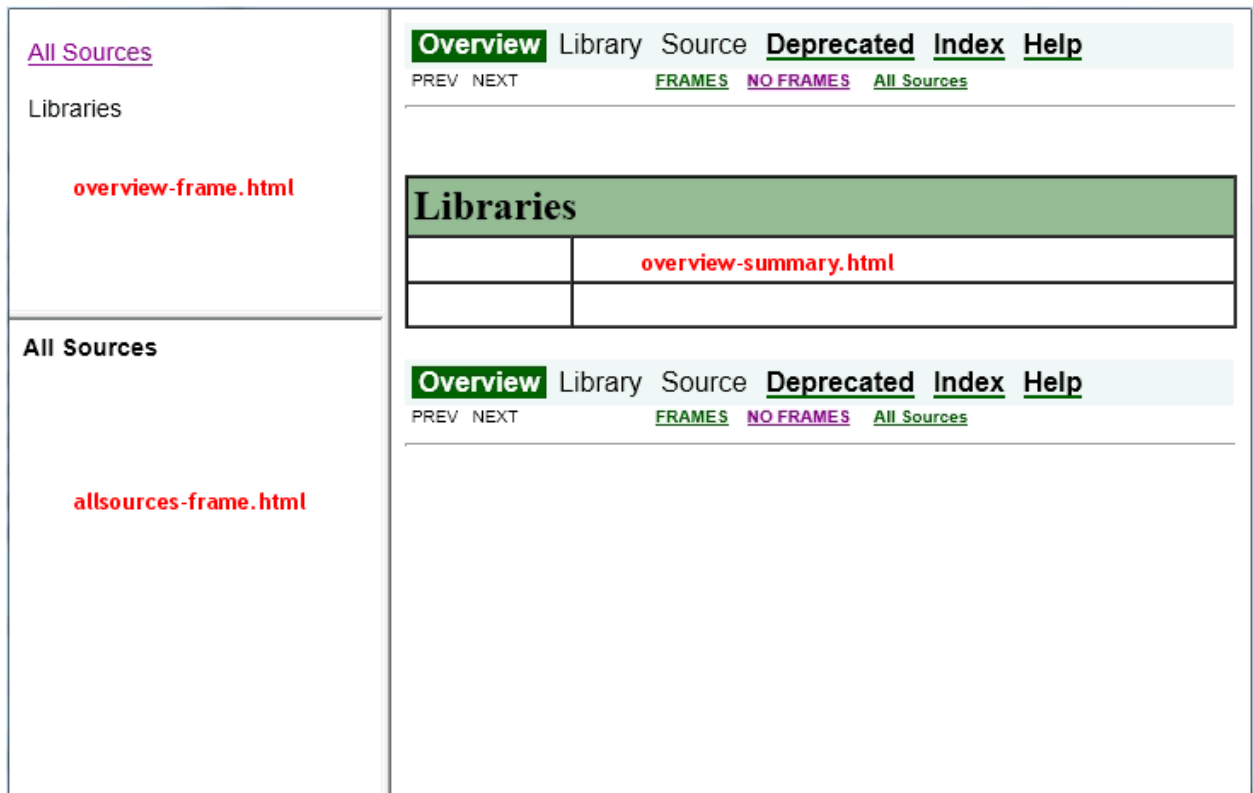 All Sources
Libraries
overview-frame.html
All Sources
allsources-frame.html
Overview Library Source Deprecated Index Help
PREV NEXT FRAMES NO FRAMES All Sources
Libraries
overview-summary.html
Overview Library Source Deprecated Index Help
PREV NEXT FRAMES NO FRAMES All Sources